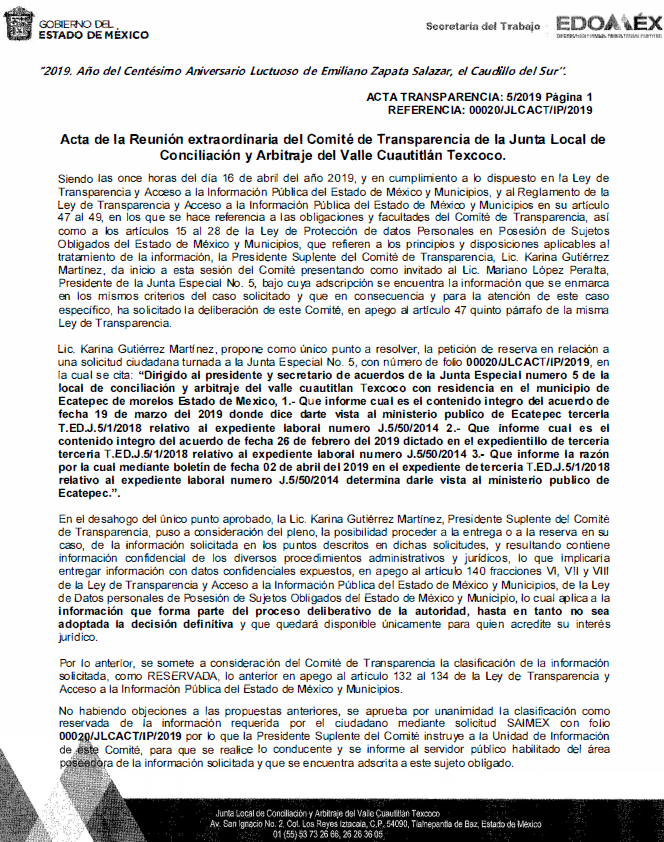 GOBIERNO DEL
ESTADO DE MÉXICO
Secretaría del Trabajo
EDOMÉX
"2019. Año del Centésimo Aniversario Luctuoso de Emiliano Zapata Salazar, el Caudillo del Sur".
ACTA TRANSPARENCIA: 5/2019 Página 1
REFERENCIA: 00020/JLCACT/IP/2019
Acta de la Reunión extraordinaria del Comité de Transparencia de la Junta Local de
Conciliación y Arbitraje del Valle Cuautitlán Texcoco.
Siendo las once horas del día 16 de abril del año 2019, y en cumplimiento a lo dispuesto en la Ley de
Transparencia y Acceso a la Información Pública del Estado de México y Municipios, y al Reglamento de la
Ley de Transparencia y Acceso a la Información Pública del Estado de México y Municipios en su artículo
47 al 49, en los que se hace referencia a las obligaciones y facultades del Comité de Transparencia, así
como a los artículos 15 al 28 de la Ley de Protección de datos Personales en Posesión de Sujetos
Obligados del Estado de México y Municipios, que refieren a los principios y disposiciones aplicables al
tratamiento de la información, la Presidente Suplente del Comité de Transparencia, Lic. Karina Gutiérrez
Martínez, da inicio a esta sesión del Comité presentando como invitado al Lic. Mariano López Peralta,
Presidente de la Junta Especial No. 5, bajo cuya adscripción se encuentra la información que se enmarca
en los mismos criterios del caso solicitado y que en consecuencia y para la atención de este caso
específico, ha solicitado la deliberación de este Comité, en apego al artículo 47 quinto párrafo de la misma
Ley de Transparencia.
Lic. Karina Gutiérrez Martínez, propone como único punto a resolver, la petición de reserva en relación a
una solicitud ciudadana turnada a la Junta Especial No. 5, con número de folio 00020/JLCACT/IP/2019, en
la cual se cita: "Dirigido al presidente y secretario de acuerdos de la Junta Especial numero 5 de la
local de conciliación y arbitraje del valle cuautitlan Texcoco con residencia en el municipio de
Ecatepec de morelos Estado de Mexico, 1.- Que informe cual es el contenido integro del acuerdo de
fecha 19 de marzo del 2019 donde dice darte vista al ministerio publico de Ecatepec tercerIa
T.ED.J.5/1/2018 relativo al expediente laboral numero J.5/50/2014 2.- Que informe cual es el
contenido integro del acuerdo de fecha 26 de febrero del 2019 dictado en el expedientillo de tercería
terceria T.ED.J.5/1/2018 relativo al expediente laboral numero J.5/50/2014 3.- Que informe la razón
por la cual mediante boletín de fecha 02 de abril del 2019 en el expediente de terceria T.ED.J.5/1/2018
relativo al expediente laboral numero J.5/50/2014 determina darle vista al ministerio publico de
Ecatepec.".
En el desahogo del único punto aprobado, la Lic. Karina Gutiérrez Martínez, Presidente Suplente del Comité
de Transparencia, puso a consideración del pleno, la posibilidad proceder a la entrega o a la reserva en su
caso, de la información solicitada en los puntos descritos en dichas solicitudes, y resultando contiene
información confidencial de los diversos procedimientos administrativos y jurídicos, lo que implicaría
entregar información con datos confidenciales expuestos, en apego al artículo 140 fracciones VI, VII y VIII
de la Ley de Transparencia y Acceso a la Información Pública del Estado de México y Municipios, de la Ley
de Datos personales de Posesión de Sujetos Obligados del Estado de México y Municipio, lo cual aplica a la
información que forma parte del proceso deliberativo de la autoridad, hasta en tanto no sea
adoptada la decisión definitiva y que quedará disponible únicamente para quien acredite su interés
jurídico.
Por lo anterior, se somete a consideración del Comité de Transparencia la clasificación de la información
solicitada, como RESERVADA, lo anterior en apego al artículo 132 al 134 de la Ley de Transparencia y
Acceso a la Información Pública del Estado de México y Municipios.
No habiendo objeciones a las propuestas anteriores, se aprueba por unanimidad la clasificación como
reservada de la información requerida por el ciudadano mediante solicitud SAIMEX con folio
00020/JLCACT/IP/2019 por lo que la Presidente Suplente del Comité instruye a la Unidad de Información
de este Comité, para que se realice lo conducente y se informe al servidor público habilitado del área
poseedora de la información solicitada y que se encuentra adscrita a este sujeto obligado.
Junta Local de Conciliación y Arbitraje del Valle Cuautitlán Texcoco
Av. San Ignacio No. 2, Col. Los Reyes Iztacala, C.P. 54090, Tlalnepantla de Baz, Estado de México
01 (55) 53 73 26 66, 26 26 36 05